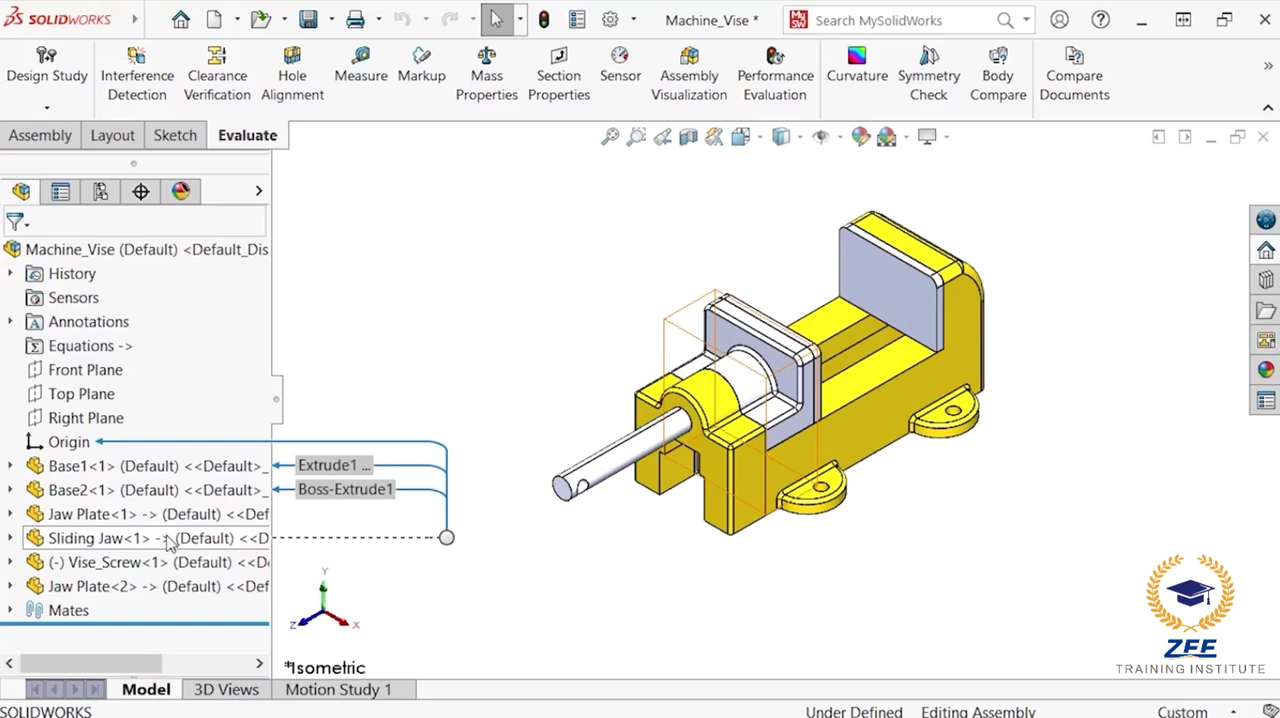 SOLIDWORKS
Machine_Vise *
Search MySolidWorks
Design Study
Interference Detection
Clearance Verification
Hole Alignment
Measure
Markup
Mass Properties
Section Properties
Sensor
Assembly Visualization
Performance Evaluation
Curvature
Symmetry Check
Body Compare
Compare Documents
Assembly
Layout
Sketch
Evaluate
Machine_Vise (Default) <Default_Dis
History
Sensors
Annotations
Equations ->
Front Plane
Top Plane
Right Plane
Origin
Base1<1> (Default) <<Default>_
Extrude1 ...
Base2<1> (Default) <<Default>_
Boss-Extrude1
Jaw Plate<1> -> (Default) <<Def
Sliding Jaw<1> -> (Default) <<D
(-) Vise_Screw<1> (Default) <<D
Jaw Plate<2> -> (Default) <<Def
Mates
Y
Z
X
*Isometric
ZFE
TRAINING INSTITUTE
Model
3D Views
Motion Study 1
SOLIDWORKS
Under Defined
Editing Assembly
Custom